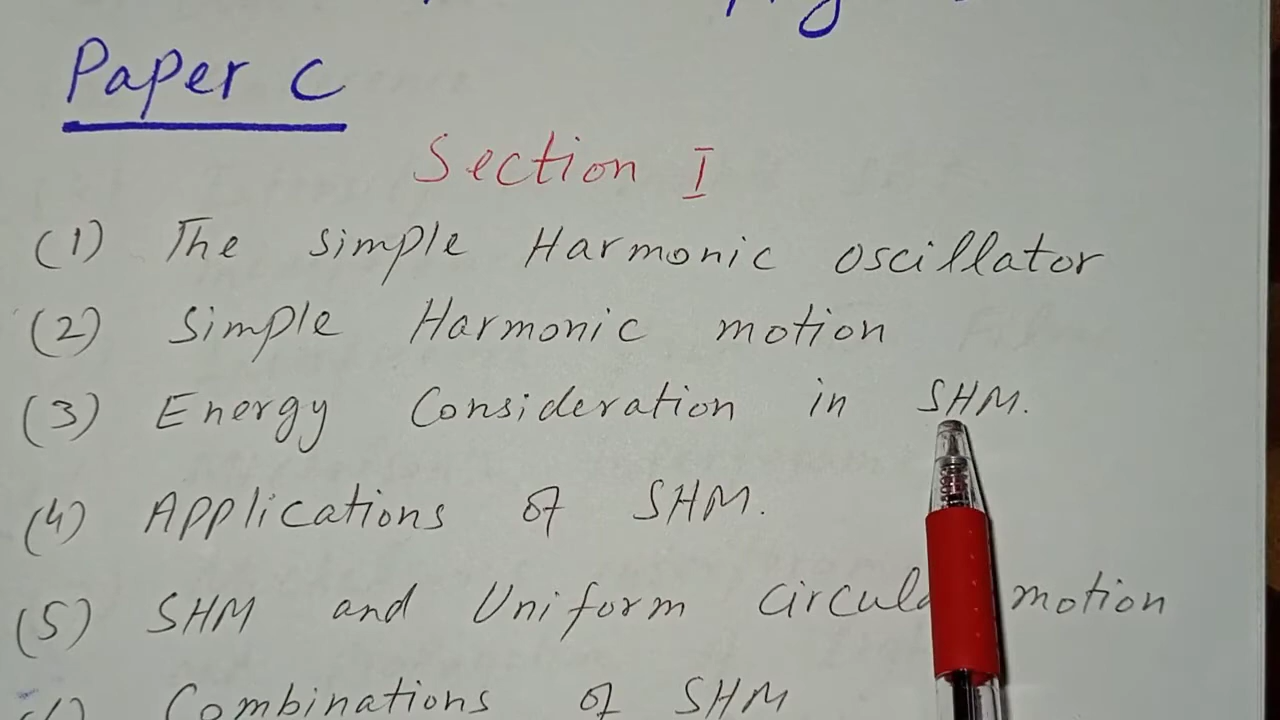 Paper C
Section I
(1) The simple Harmonic oscillator
(2) Simple Harmonic motion
(3) Energy Consideration in SHM.
(4) Applications of SHM.
(5) SHM and Uniform circula motion
Combinations of SHM